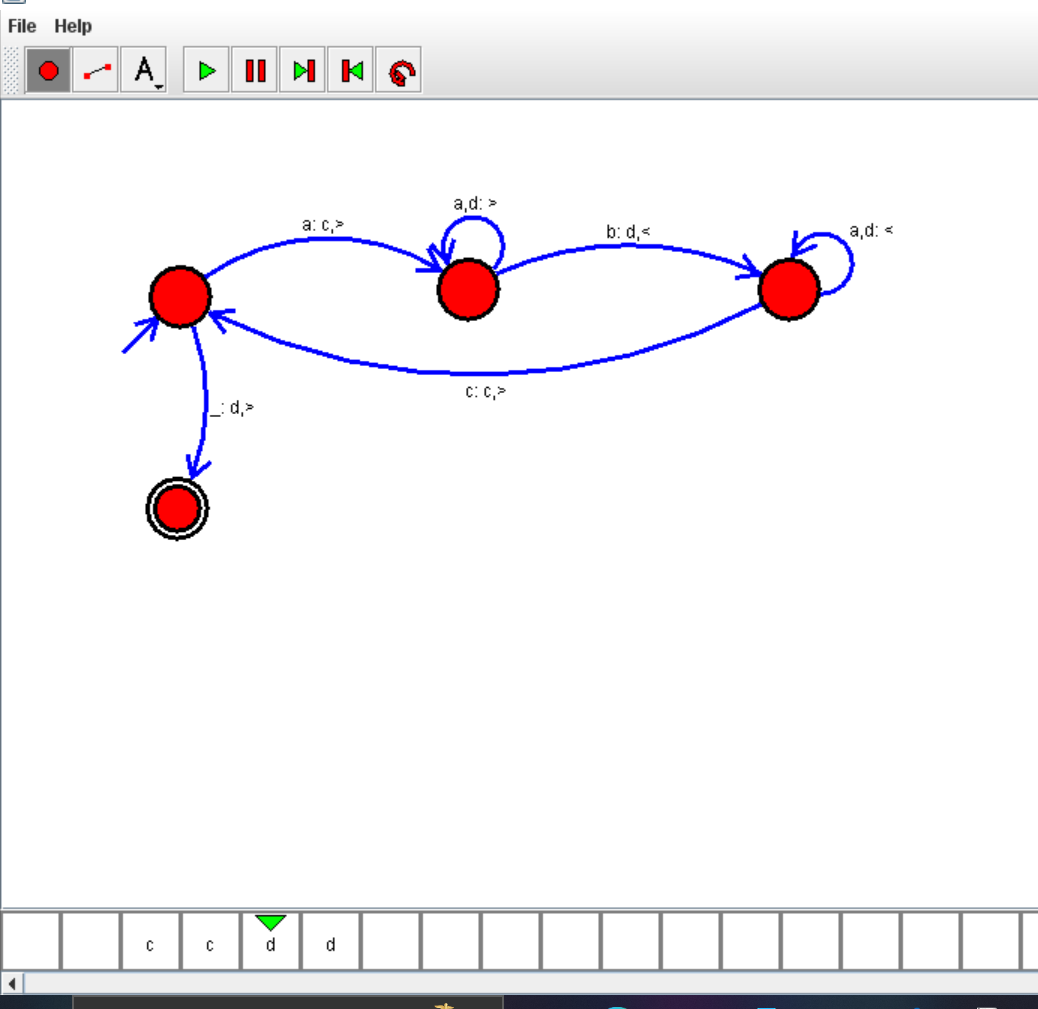 File Help
A
a: c,>
a,d: >
b: d,<
a,d: <
c: c,>
_: d,>
c c d d